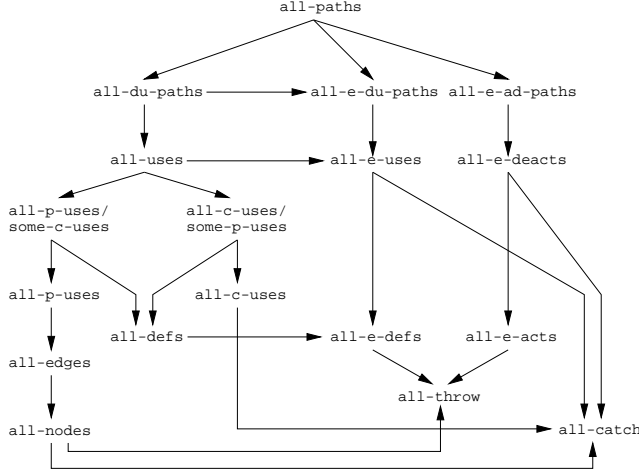 all-paths
all-du-paths
all-e-du-paths
all-e-ad-paths
all-uses
all-e-uses
all-e-deacts
all-p-uses/
some-c-uses
all-c-uses/
some-p-uses
all-p-uses
all-c-uses
all-defs
all-e-defs
all-e-acts
all-edges
all-throw
all-nodes
all-catch